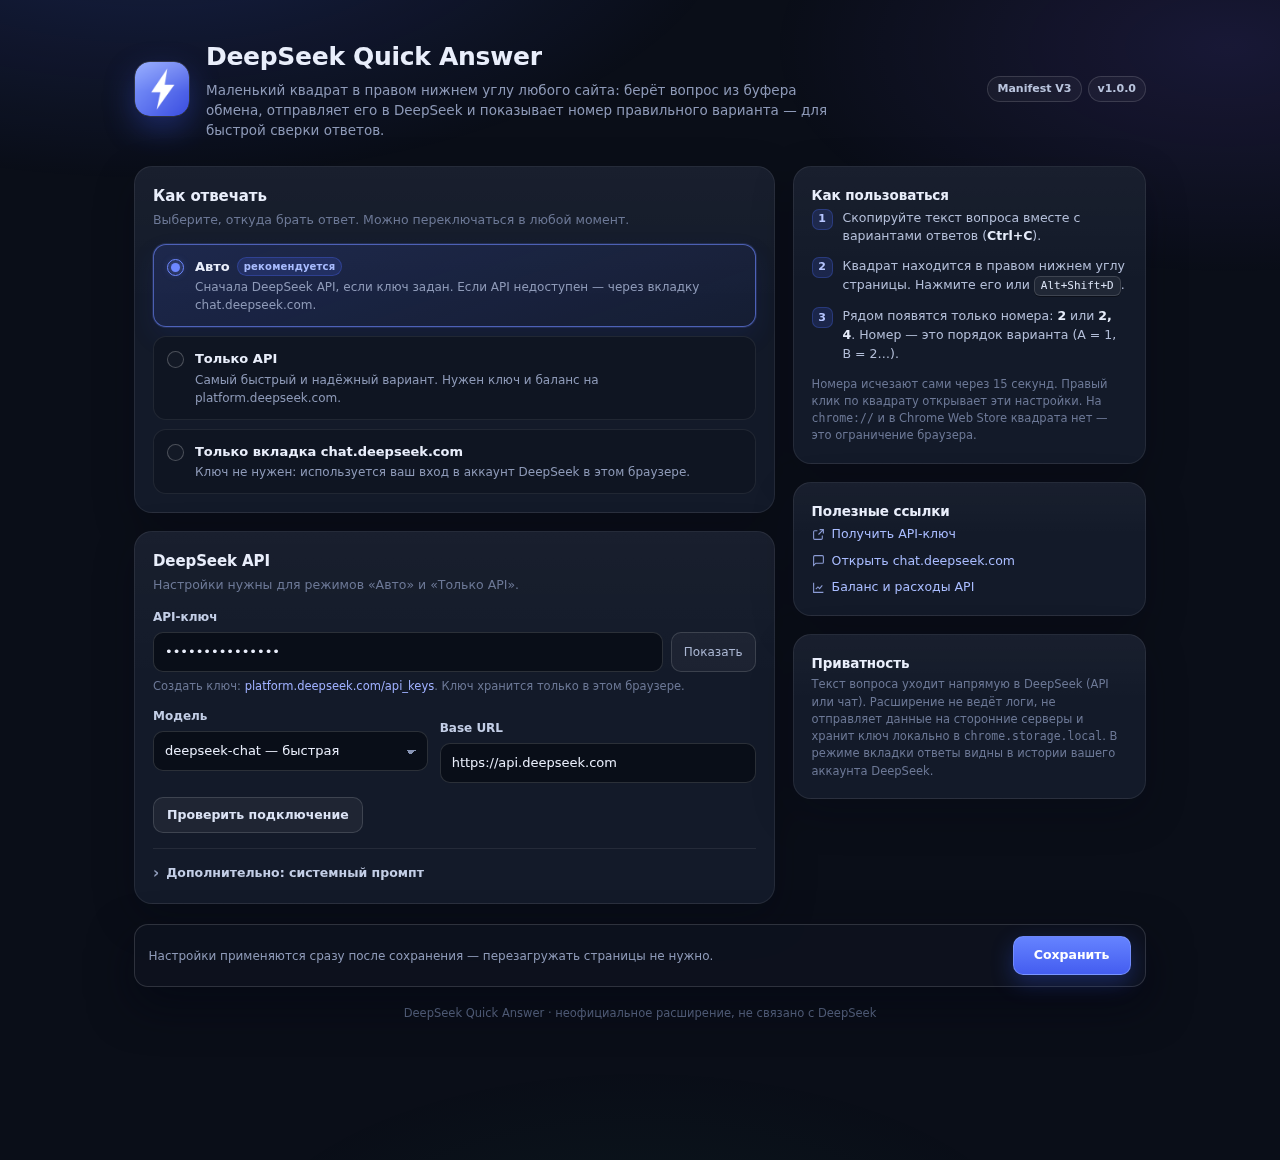 DeepSeek Quick Answer
Маленький квадрат в правом нижнем углу любого сайта: берёт вопрос из буфера
обмена, отправляет его в DeepSeek и показывает номер правильного варианта — для
быстрой сверки ответов.
Manifest V3
v1.0.0
Как отвечать
Выберите, откуда брать ответ. Можно переключаться в любой момент.
Авто рекомендуется
Сначала DeepSeek API, если ключ задан. Если API недоступен — через вкладку
chat.deepseek.com.
Только API
Самый быстрый и надёжный вариант. Нужен ключ и баланс на
platform.deepseek.com.
Только вкладка chat.deepseek.com
Ключ не нужен: используется ваш вход в аккаунт DeepSeek в этом браузере.
DeepSeek API
Настройки нужны для режимов «Авто» и «Только API».
API-ключ
•••••••••••••••
Показать
Создать ключ: platform.deepseek.com/api_keys. Ключ хранится только в этом браузере.
Модель
deepseek-chat — быстрая
Base URL
https://api.deepseek.com
Проверить подключение
› Дополнительно: системный промпт
Как пользоваться
1 Скопируйте текст вопроса вместе с
вариантами ответов (Ctrl+C).
2 Квадрат находится в правом нижнем углу
страницы. Нажмите его или Alt+Shift+D.
3 Рядом появятся только номера: 2 или 2,
4. Номер — это порядок варианта (A = 1,
B = 2…).
Номера исчезают сами через 15 секунд. Правый
клик по квадрату открывает эти настройки. На
chrome:// и в Chrome Web Store квадрата нет —
это ограничение браузера.
Полезные ссылки
Получить API-ключ
Открыть chat.deepseek.com
Баланс и расходы API
Приватность
Текст вопроса уходит напрямую в DeepSeek (API
или чат). Расширение не ведёт логи, не
отправляет данные на сторонние серверы и
хранит ключ локально в chrome.storage.local. В
режиме вкладки ответы видны в истории вашего
аккаунта DeepSeek.
Настройки применяются сразу после сохранения — перезагружать страницы не нужно.
Сохранить
DeepSeek Quick Answer · неофициальное расширение, не связано с DeepSeek